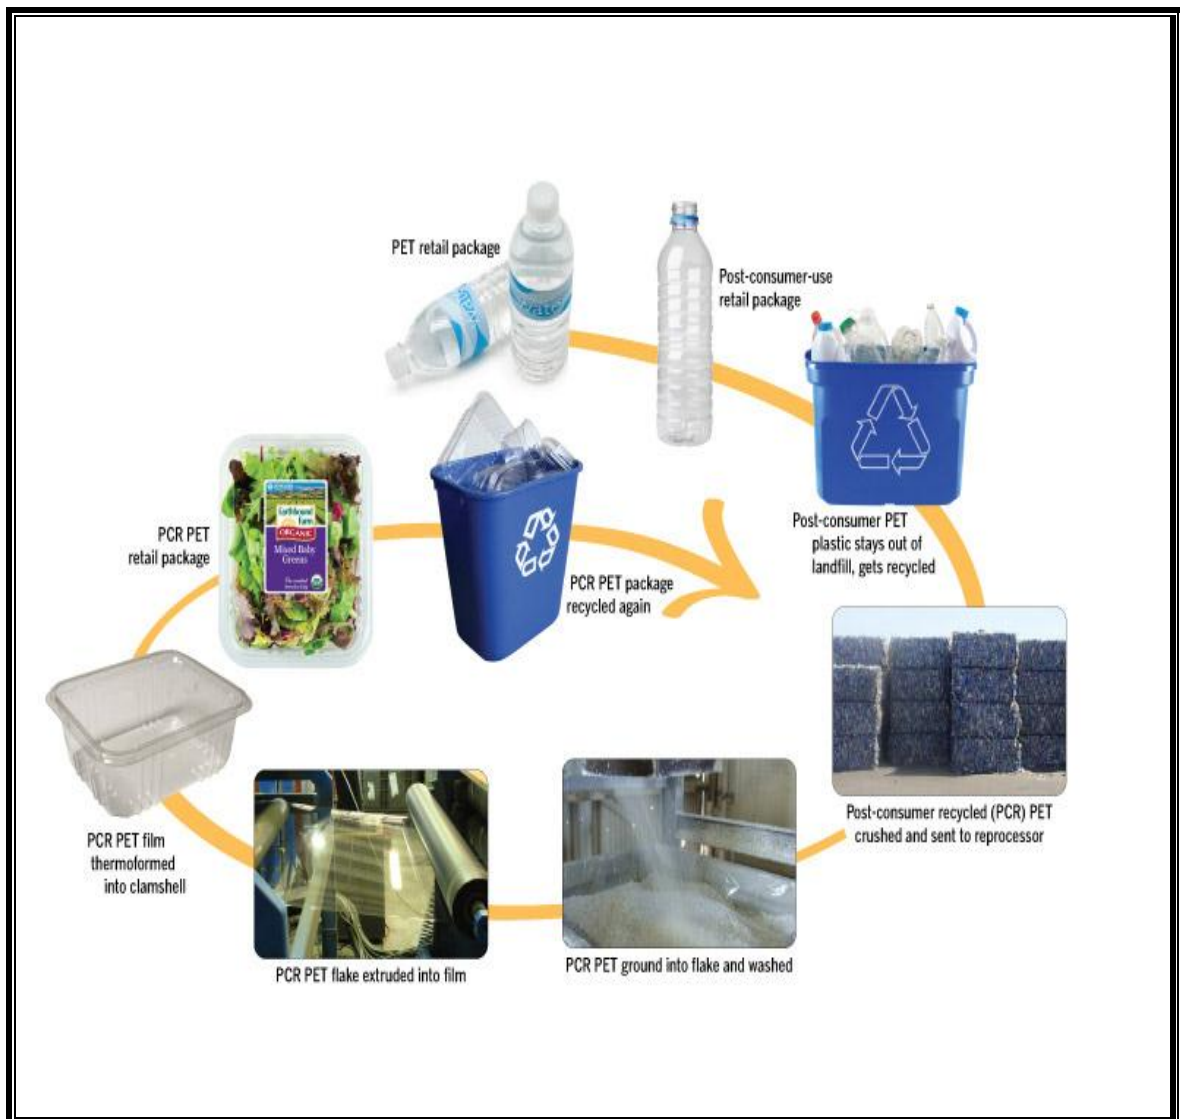 PET retail package
Post-consumer-use
retail package
Post-consumer PET
plastic stays out of
landfill, gets recycled
Post-consumer recycled (PCR) PET
crushed and sent to reprocessor
PCR PET ground into flake and washed
PCR PET flake extruded into film
PCR PET film
thermoformed
into clamshell
PCR PET
retail package
Earthbound
Farm
ORGANIC
Mixed Baby
Greens
PCR PET package
recycled again